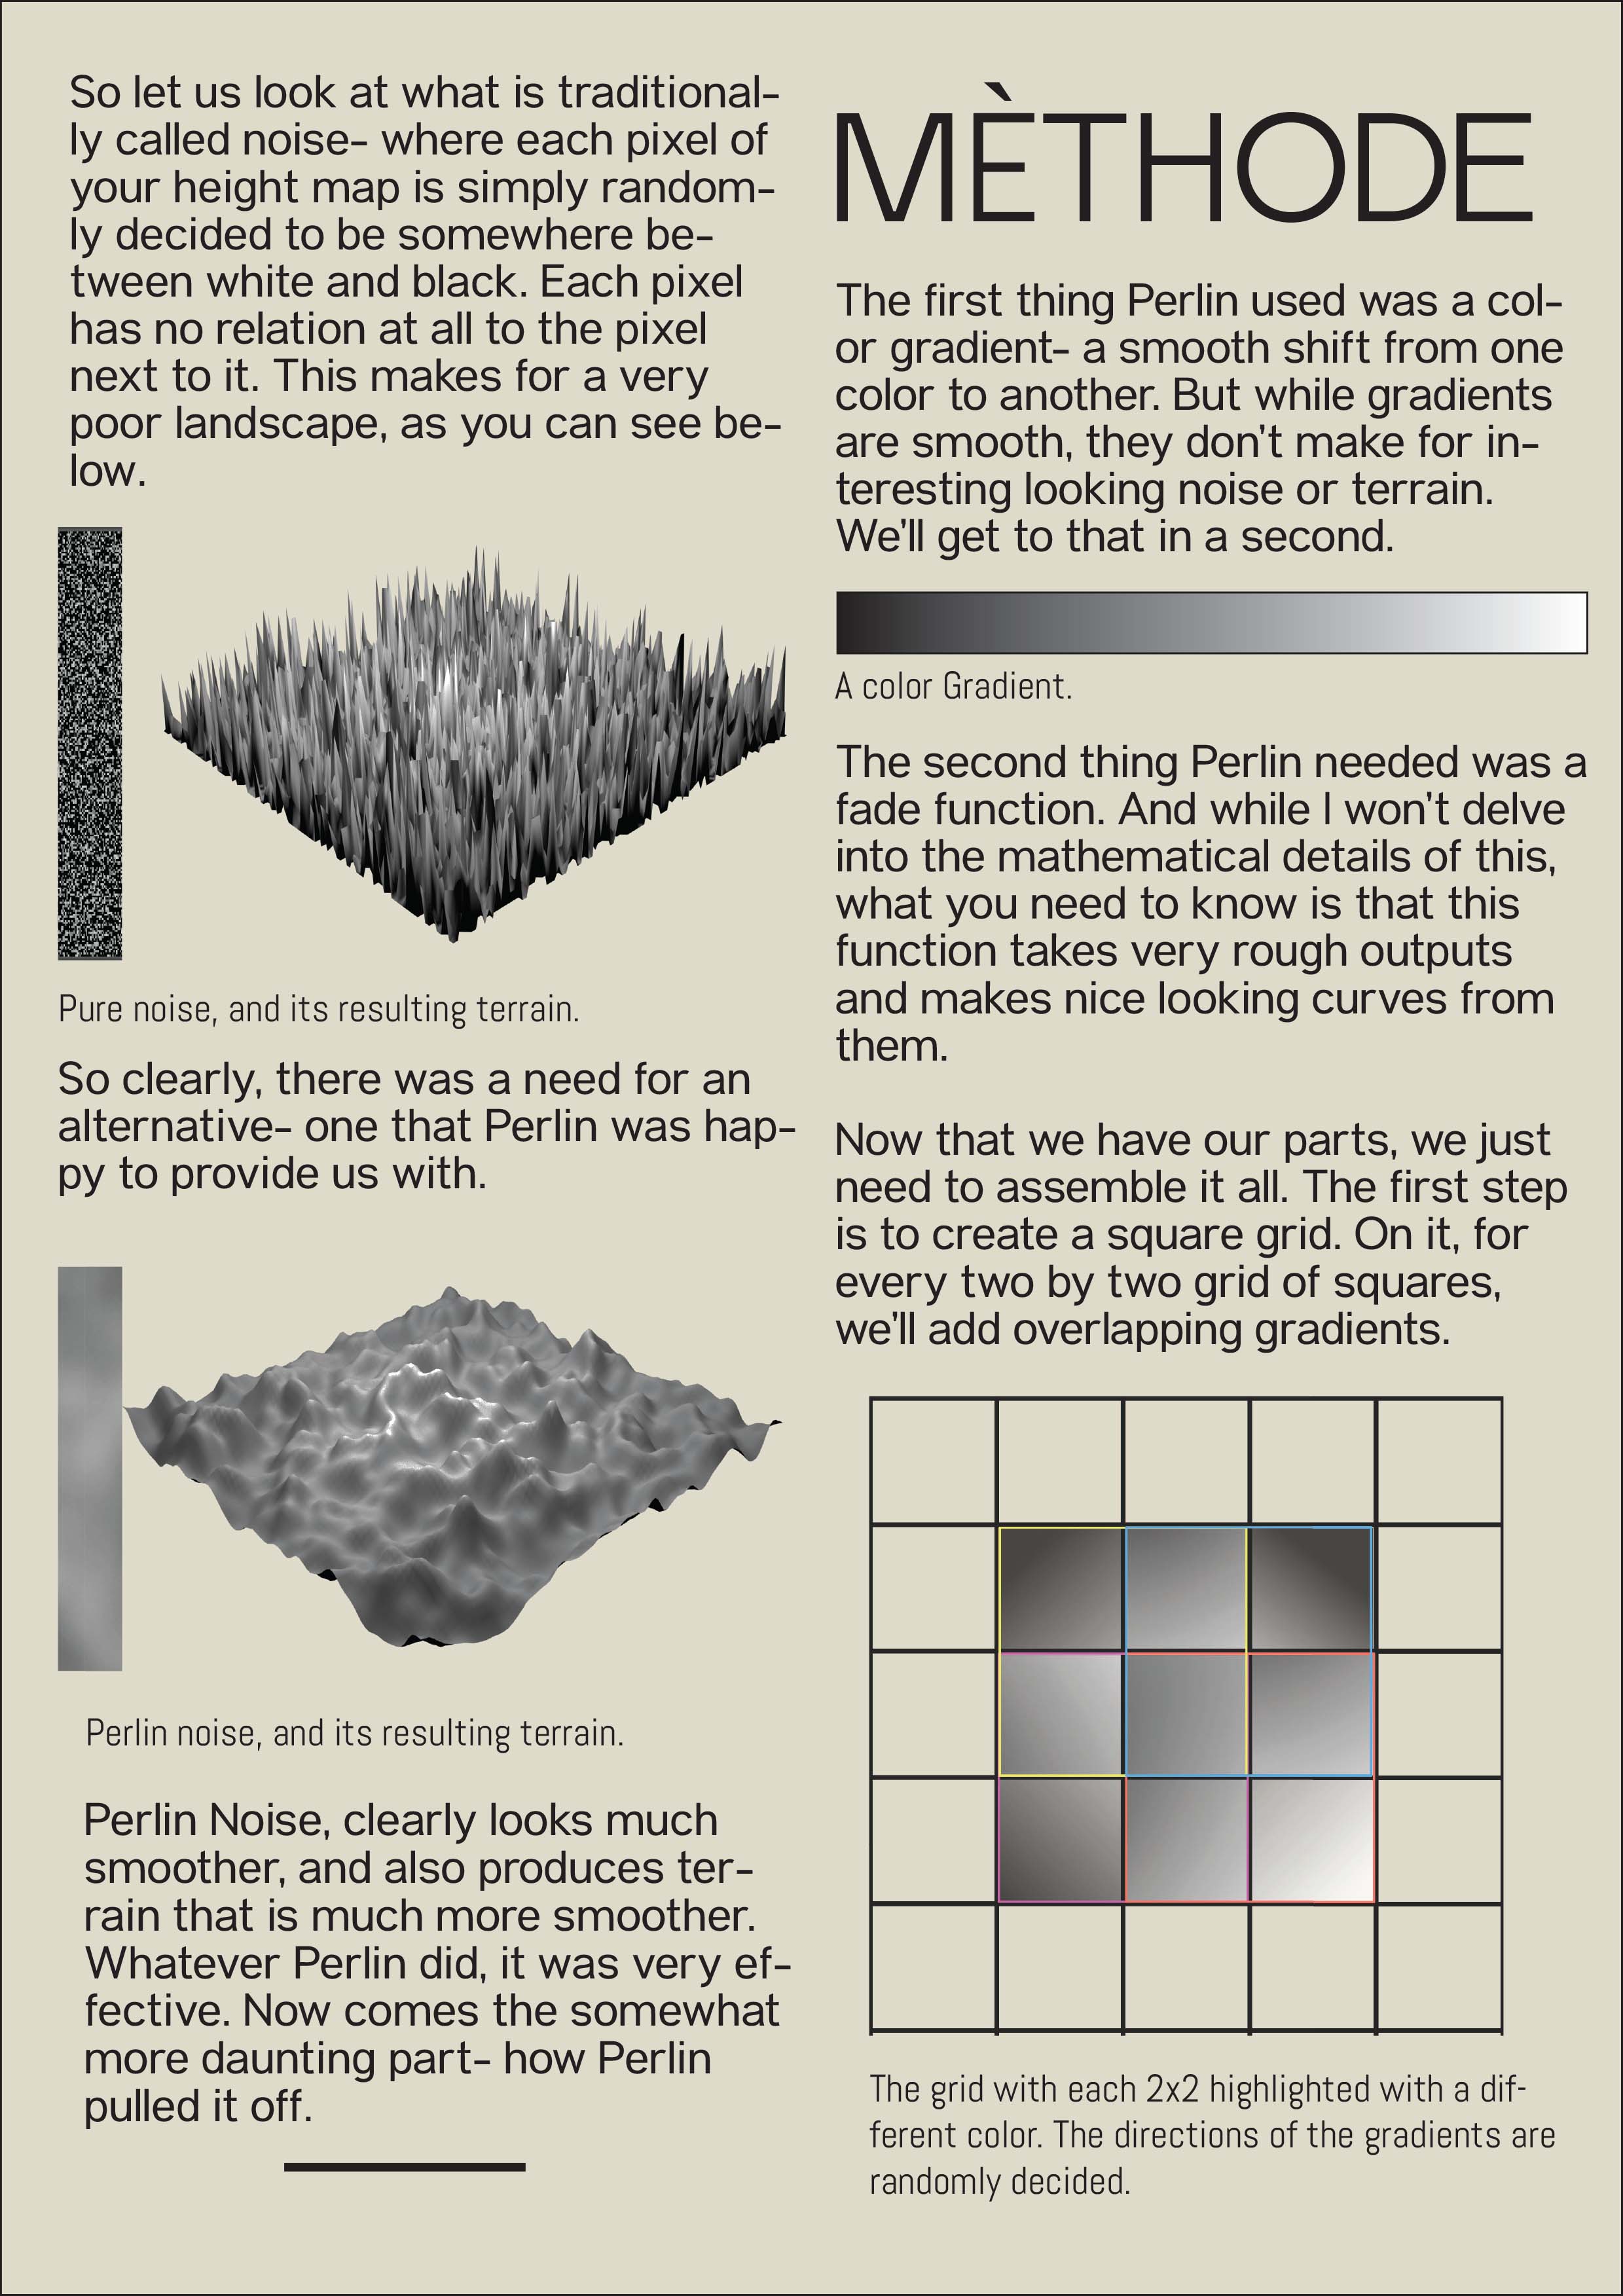 So let us look at what is traditional-
ly called noise- where each pixel of
your height map is simply random-
ly decided to be somewhere be-
tween white and black. Each pixel
has no relation at all to the pixel
next to it. This makes for a very
poor landscape, as you can see be-
low.
Pure noise, and its resulting terrain.
So clearly, there was a need for an
alternative- one that Perlin was hap-
py to provide us with.
Perlin noise, and its resulting terrain.
Perlin Noise, clearly looks much
smoother, and also produces ter-
rain that is much more smoother.
Whatever Perlin did, it was very ef-
fective. Now comes the somewhat
more daunting part- how Perlin
pulled it off.
MÈTHODE
The first thing Perlin used was a col-
or gradient- a smooth shift from one
color to another. But while gradients
are smooth, they don't make for in-
teresting looking noise or terrain.
We'll get to that in a second.
A color Gradient.
The second thing Perlin needed was a
fade function. And while I won't delve
into the mathematical details of this,
what you need to know is that this
function takes very rough outputs
and makes nice looking curves from
them.
Now that we have our parts, we just
need to assemble it all. The first step
is to create a square grid. On it, for
every two by two grid of squares,
we'll add overlapping gradients.
The grid with each 2x2 highlighted with a dif-
ferent color. The directions of the gradients are
randomly decided.